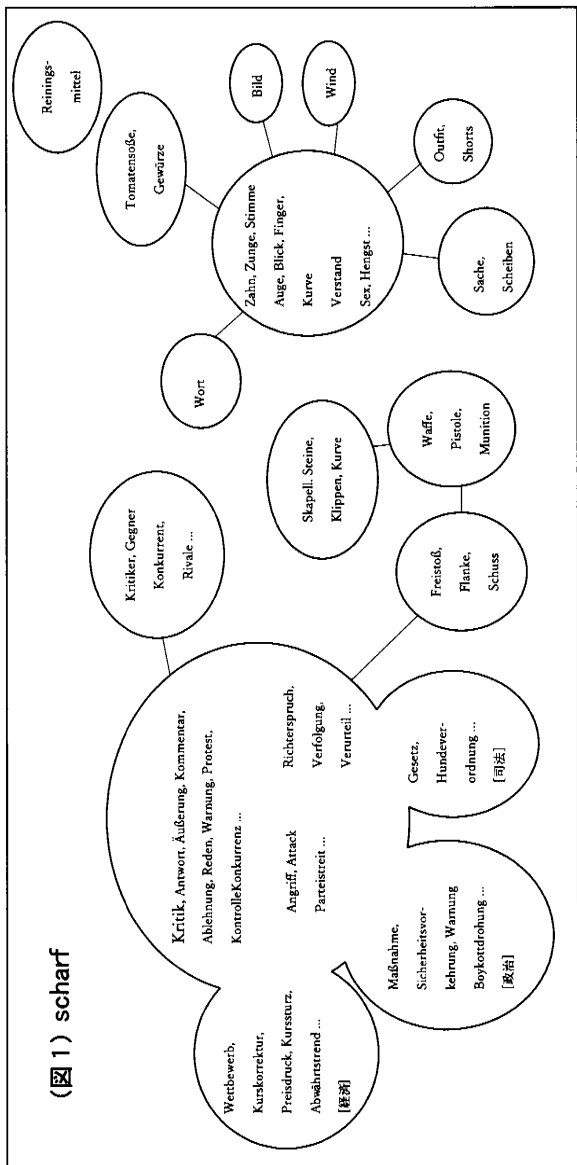 (図1) scharf
Kritik, Antwort, Äußerung, Kommentar,
Ablehnung, Reden, Warnung, Protest,
KontrolleKonkurrenz ...
Angriff, Attack
Parteistreit ...
Richterspruch,
Verfolgung,
Verurteil ...
Wettbewerb,
Kurskorrektur,
Preisdruck, Kurssturz,
Abwährtstrend ...
[経済]
Maßnahme,
Sicherheitsvor-
kehrung, Warnung
Boykottdrohung ...
[政治]
Gesetz,
Hundever-
ordnung ...
[司法]
Kritiker, Gegner
Konkurrent,
Rivale ...
Freistoß,
Flanke,
Schuss
Skapell. Steine,
Klippen, Kurve
Waffe,
Pistole,
Munition
Wort
Zahn, Zunge, Stimme
Auge, Blick, Finger,
Kurve
Verstand
Sex, Hengst ...
Tomatensoße,
Gewürze
Reinings-
mittel
Bild
Wind
Outfit,
Shorts
Sache,
Scheiben